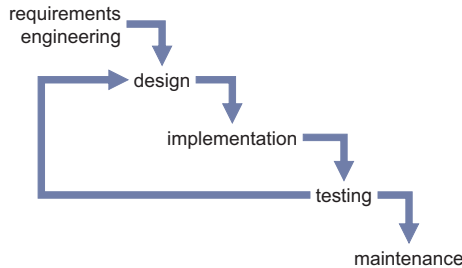 requirements
engineering
design
implementation
testing
maintenance